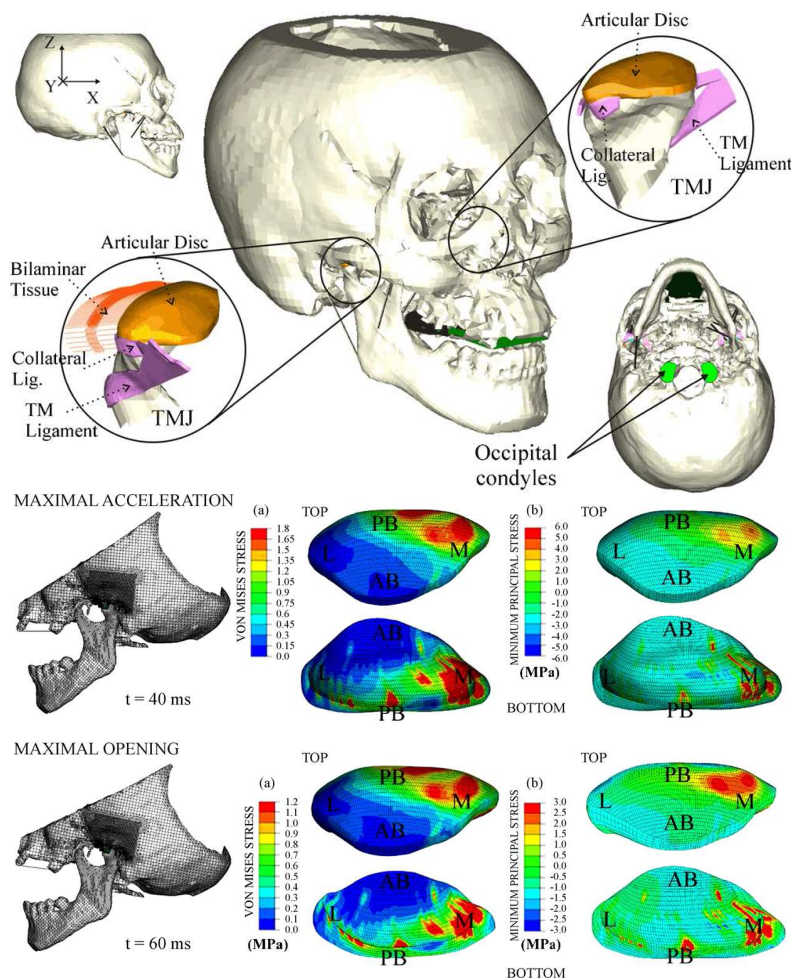 Articular Disc
Z
Y
X
Collateral
Lig.
TM
Ligament
TMJ
Articular Disc
Bilaminar
Tissue
Collateral
Lig.
TM
Ligament
TMJ
Occipital
condyles
MAXIMAL ACCELERATION
t = 40 ms
(a)
VON MISES STRESS
1.8
1.65
1.5
1.35
1.2
1.05
0.9
0.75
0.6
0.45
0.3
0.15
0.0
TOP
PB
L
M
AB
AB
L
M
PB
(b)
MINIMUM PRINCIPAL STRESS
6.0
5.0
4.0
3.0
2.0
1.0
0.0
-1.0
-2.0
-3.0
-4.0
-5.0
-6.0
(MPa)
TOP
PB
L
M
AB
AB
L
M
PB
BOTTOM
MAXIMAL OPENING
t = 60 ms
(a)
VON MISES STRESS
1.2
1.1
1.0
0.9
0.8
0.7
0.6
0.5
0.4
0.3
0.2
0.1
0.0
(MPa)
TOP
PB
L
M
AB
AB
L
M
PB
(b)
MINIMUM PRINCIPAL STRESS
3.0
2.5
2.0
1.5
1.0
0.5
0.0
-0.5
-1.0
-1.5
-2.0
-2.5
-3.0
(MPa)
TOP
PB
L
M
AB
AB
L
M
PB
BOTTOM